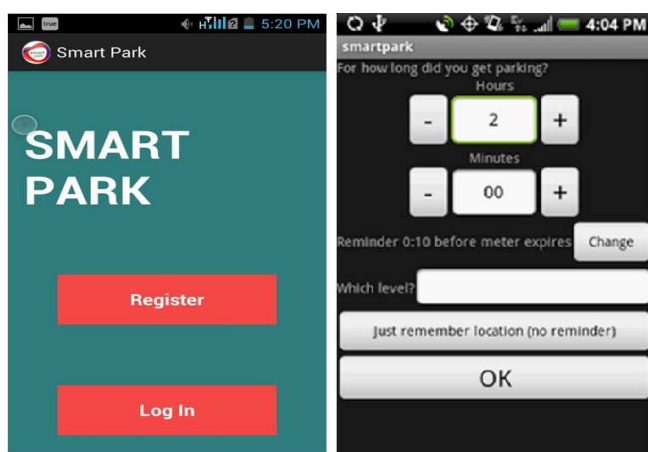 true
5:20 PM
Smart Park
SMART
PARK
Register
Log In
4:04 PM
smartpark
For how long did you get parking?
Hours
- 2 +
Minutes
- 00 +
Reminder 0:10 before meter expires Change
Which level?
Just remember location (no reminder)
OK